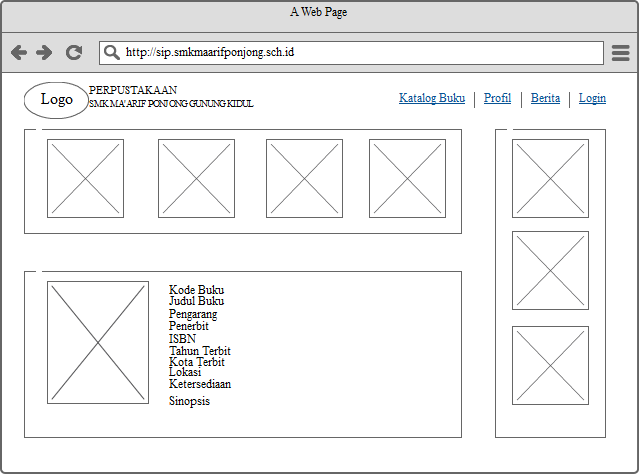 A Web Page
http://sip.smkmaarifponjong.sch.id
Logo
PERPUSTAKAAN
SMK MA'ARIF PONJONG GUNUNG KIDUL
Katalog Buku | Profil | Berita | Login
Kode Buku
Judul Buku
Pengarang
Penerbit
ISBN
Tahun Terbit
Kota Terbit
Lokasi
Ketersediaan
Sinopsis